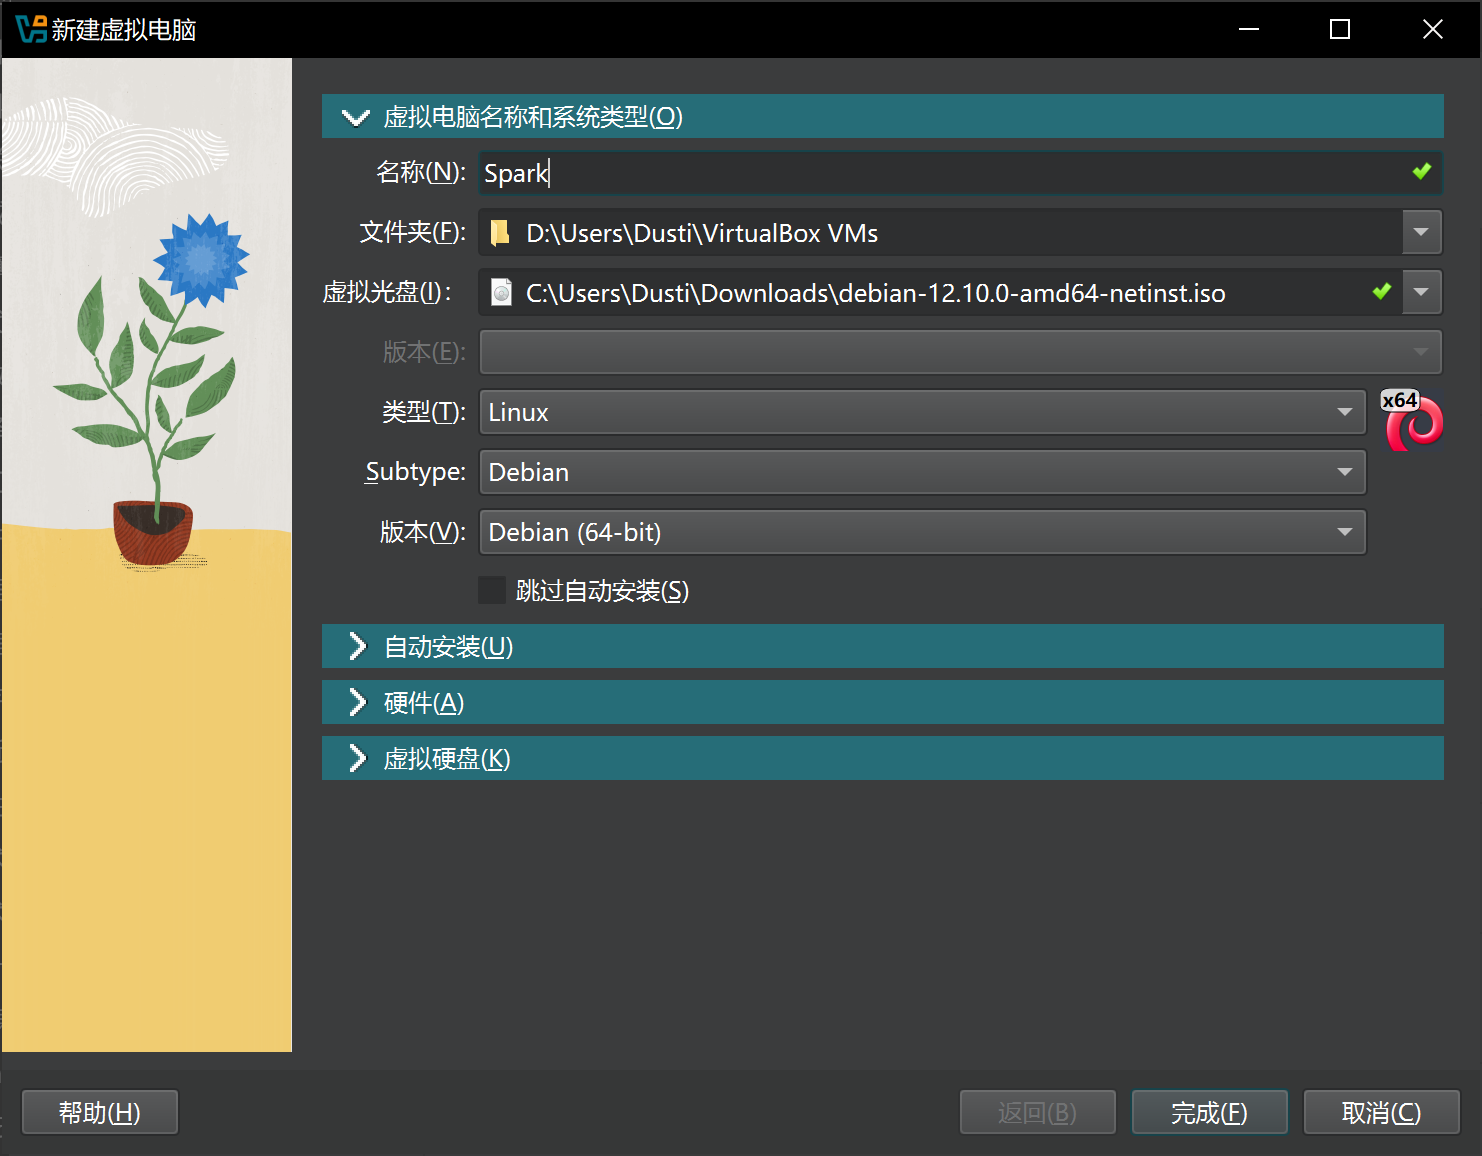 新建虚拟电脑
虚拟电脑名称和系统类型(O)
名称(N): Spark
文件夹(F): D:\Users\Dusti\VirtualBox VMs
虚拟光盘(I): C:\Users\Dusti\Downloads\debian-12.10.0-amd64-netinst.iso
版本(E):
类型(T): Linux
x64
Subtype: Debian
版本(V): Debian (64-bit)
跳过自动安装(S)
自动安装(U)
硬件(A)
虚拟硬盘(K)
帮助(H) 返回(B) 完成(F) 取消(C)